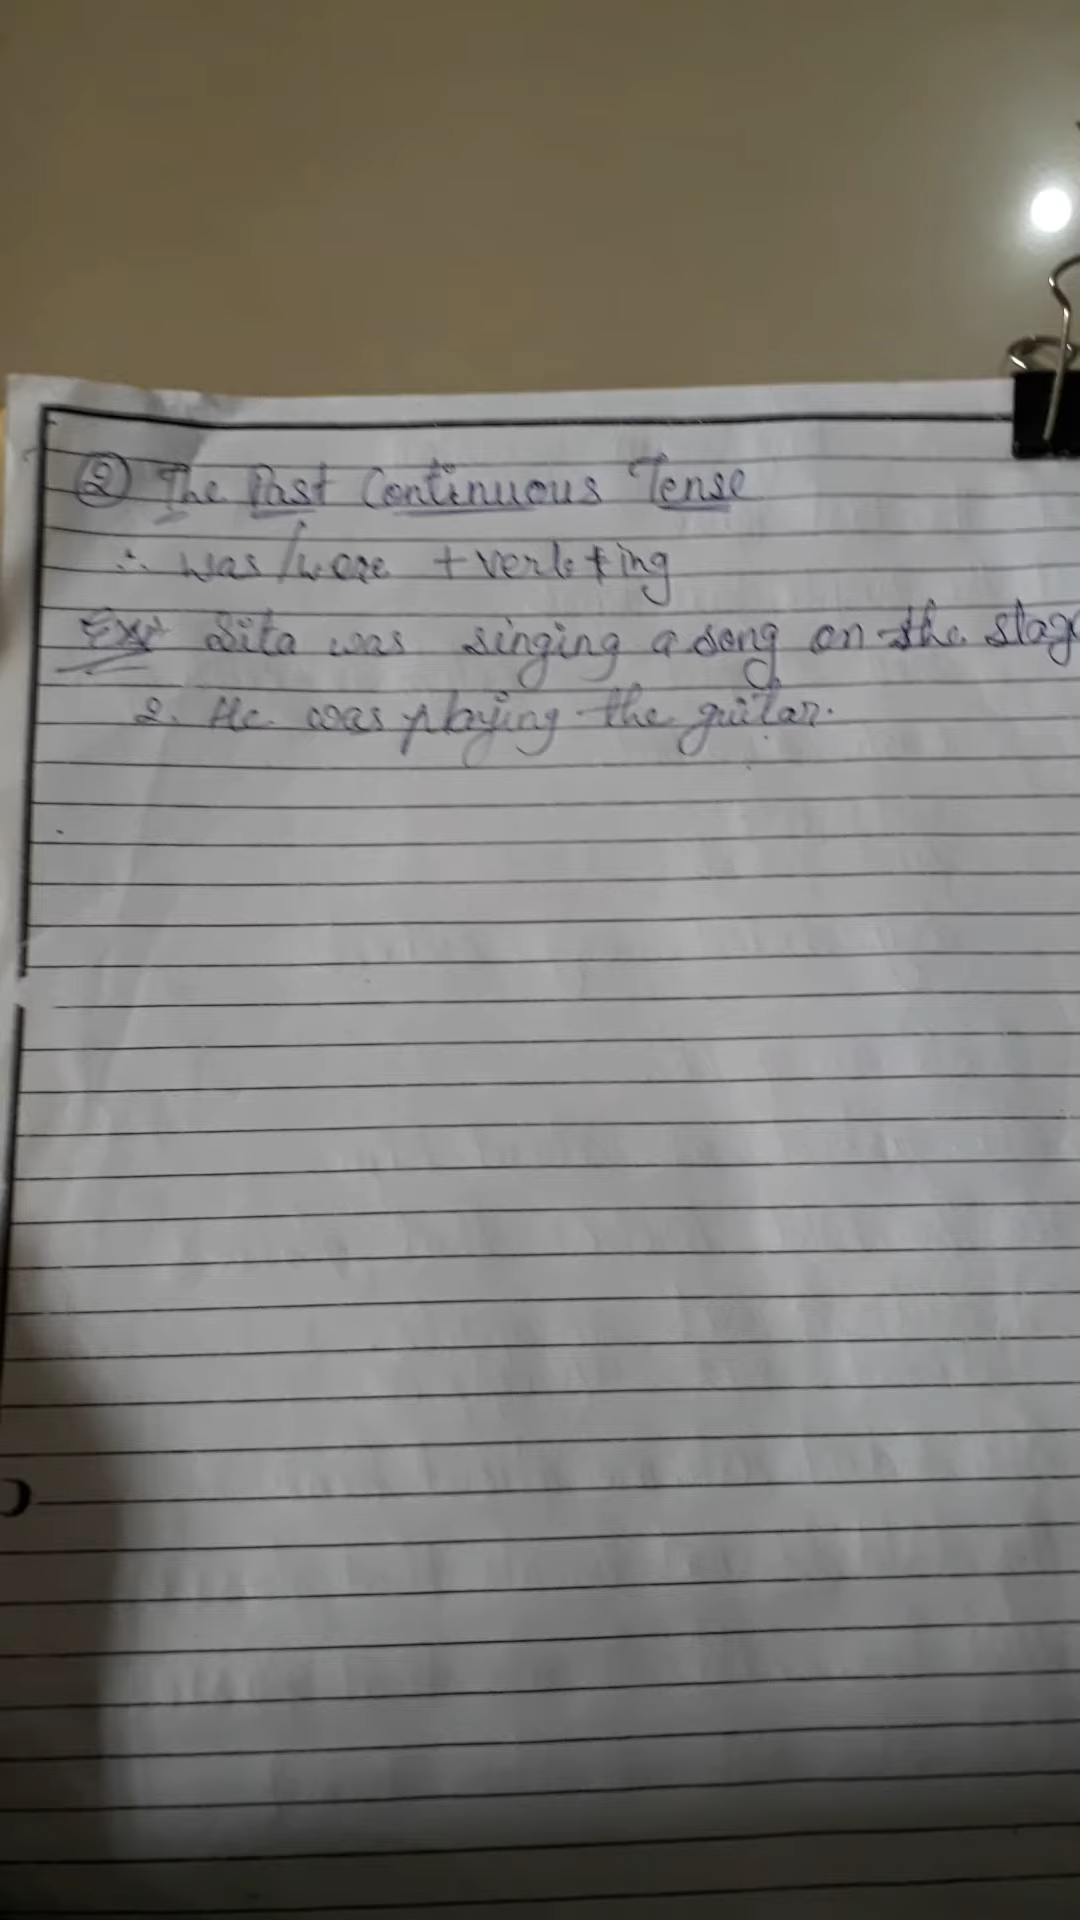 ② The Past Continuous Tense
∴ was/were + verb + ing
Ex:- Sita was singing a song on the stage
2. He was playing the guitar.